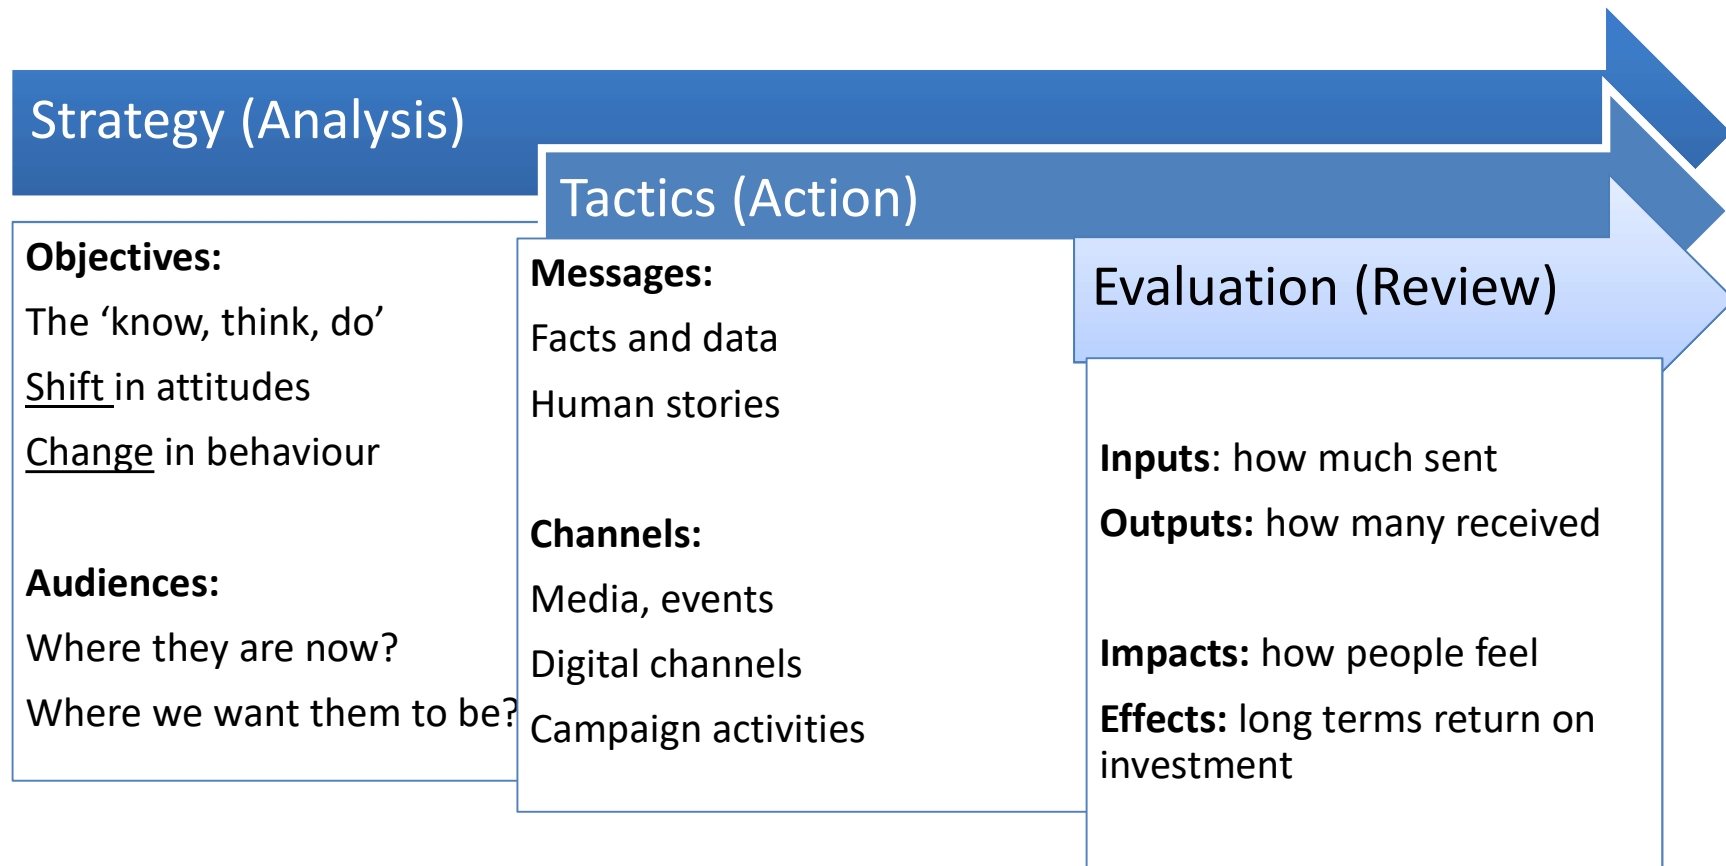 Strategy (Analysis)
Objectives:
The ‘know, think, do’
Shift in attitudes
Change in behaviour
Audiences:
Where they are now?
Where we want them to be?
Tactics (Action)
Messages:
Facts and data
Human stories
Channels:
Media, events
Digital channels
Campaign activities
Evaluation (Review)
Inputs: how much sent
Outputs: how many received
Impacts: how people feel
Effects: long terms return on
investment